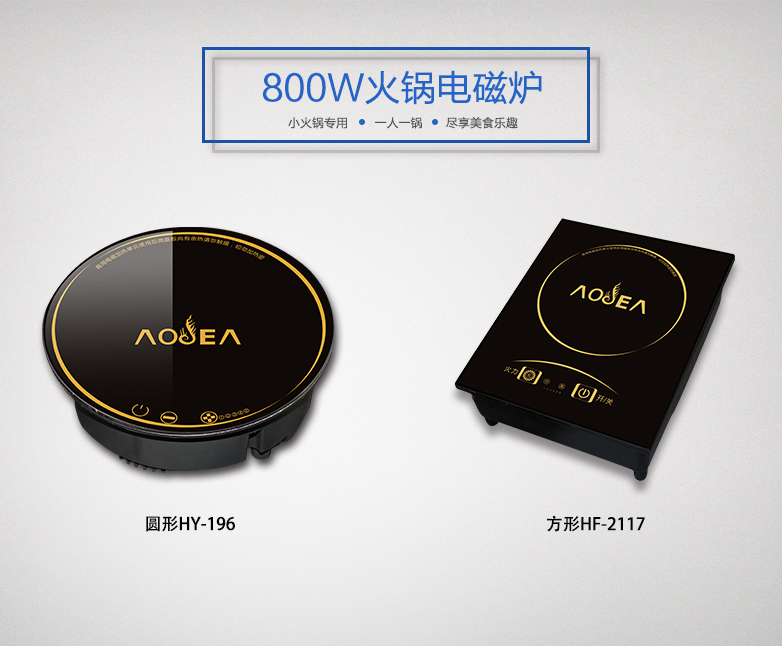 800W火锅电磁炉
小火锅专用 • 一人一锅 • 尽享美食乐趣
AOJEA
AOJEA
火力
开/关
圆形HY-196
方形HF-2117